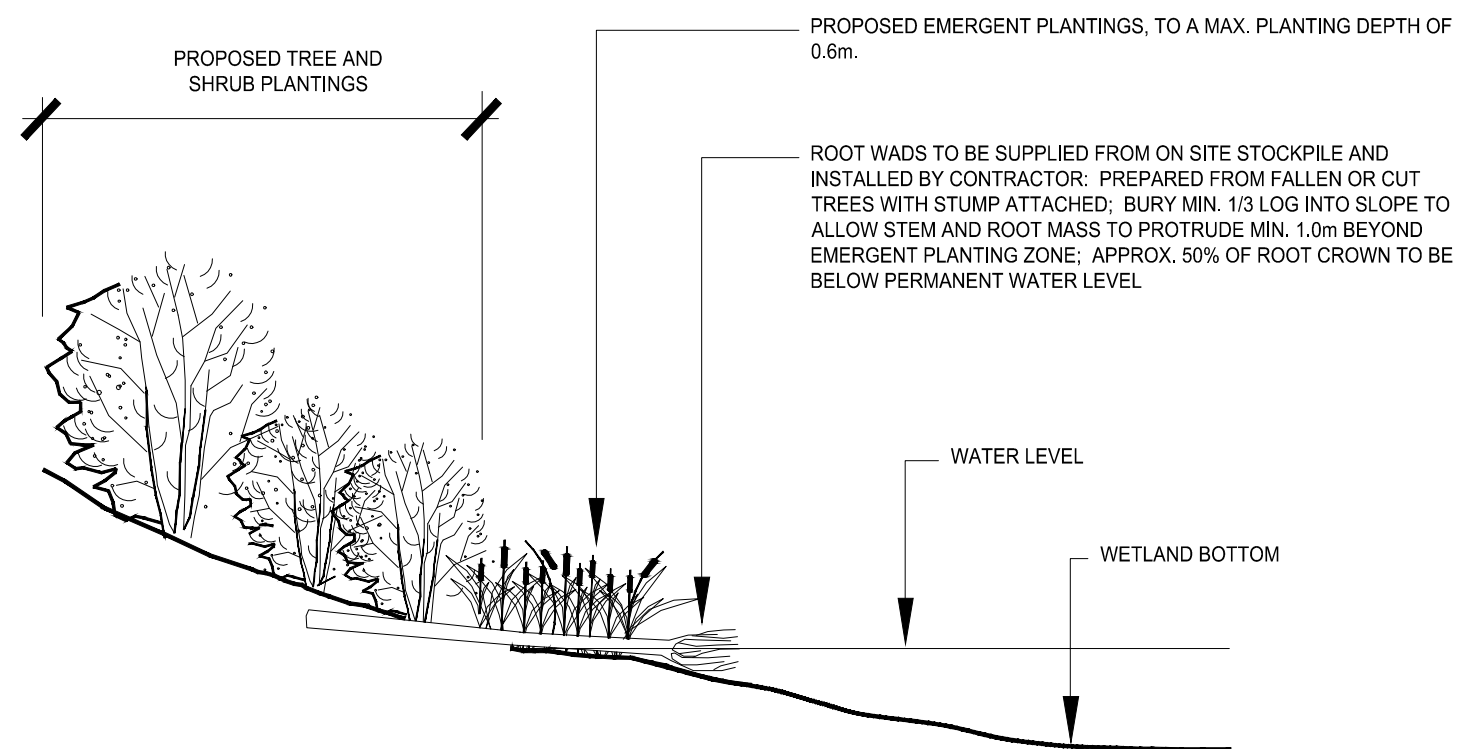 PROPOSED TREE AND
SHRUB PLANTINGS
PROPOSED EMERGENT PLANTINGS, TO A MAX. PLANTING DEPTH OF
0.6m.
ROOT WADS TO BE SUPPLIED FROM ON SITE STOCKPILE AND
INSTALLED BY CONTRACTOR: PREPARED FROM FALLEN OR CUT
TREES WITH STUMP ATTACHED; BURY MIN. 1/3 LOG INTO SLOPE TO
ALLOW STEM AND ROOT MASS TO PROTRUDE MIN. 1.0m BEYOND
EMERGENT PLANTING ZONE; APPROX. 50% OF ROOT CROWN TO BE
BELOW PERMANENT WATER LEVEL
WATER LEVEL
WETLAND BOTTOM